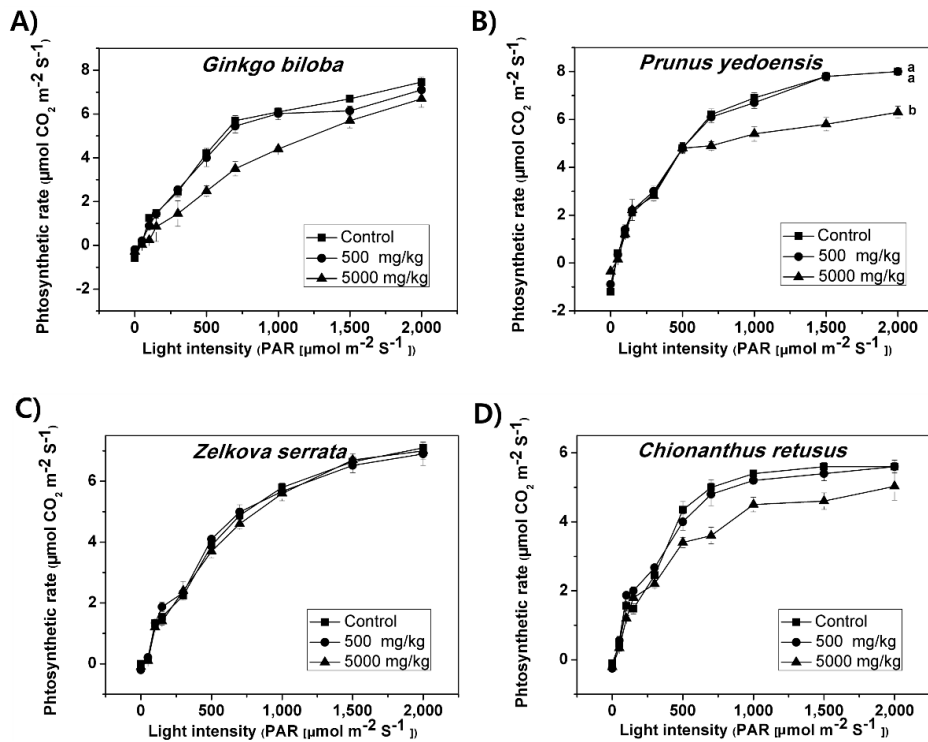 A)
Ginkgo biloba
Phtosynthetic rate (µmol CO2 m-2 S-1)
8
6
4
2
0
-2
Control
500 mg/kg
5000 mg/kg
0 500 1,000 1,500 2,000
Light intensity (PAR [µmol m-2 S-1 ])
B)
Prunus yedoensis
Phtosynthetic rate (µmol CO2 m-2 S-1)
10
8
6
4
2
0
-2
a
a
b
Control
500 mg/kg
5000 mg/kg
0 500 1,000 1,500 2,000
Light intensity (PAR [µmol m-2 S-1 ])
C)
Zelkova serrata
Phtosynthetic rate (µmol CO2 m-2 S-1)
6
4
2
0
Control
500 mg/kg
5000 mg/kg
0 500 1,000 1,500 2,000
Light intensity (PAR [µmol m-2 S-1 ])
D)
Chionanthus retusus
Phtosynthetic rate (µmol CO2 m-2 S-1)
6
4
2
0
Control
500 mg/kg
5000 mg/kg
0 500 1,000 1,500 2,000
Light intensity (PAR [µmol m-2 S-1 ])